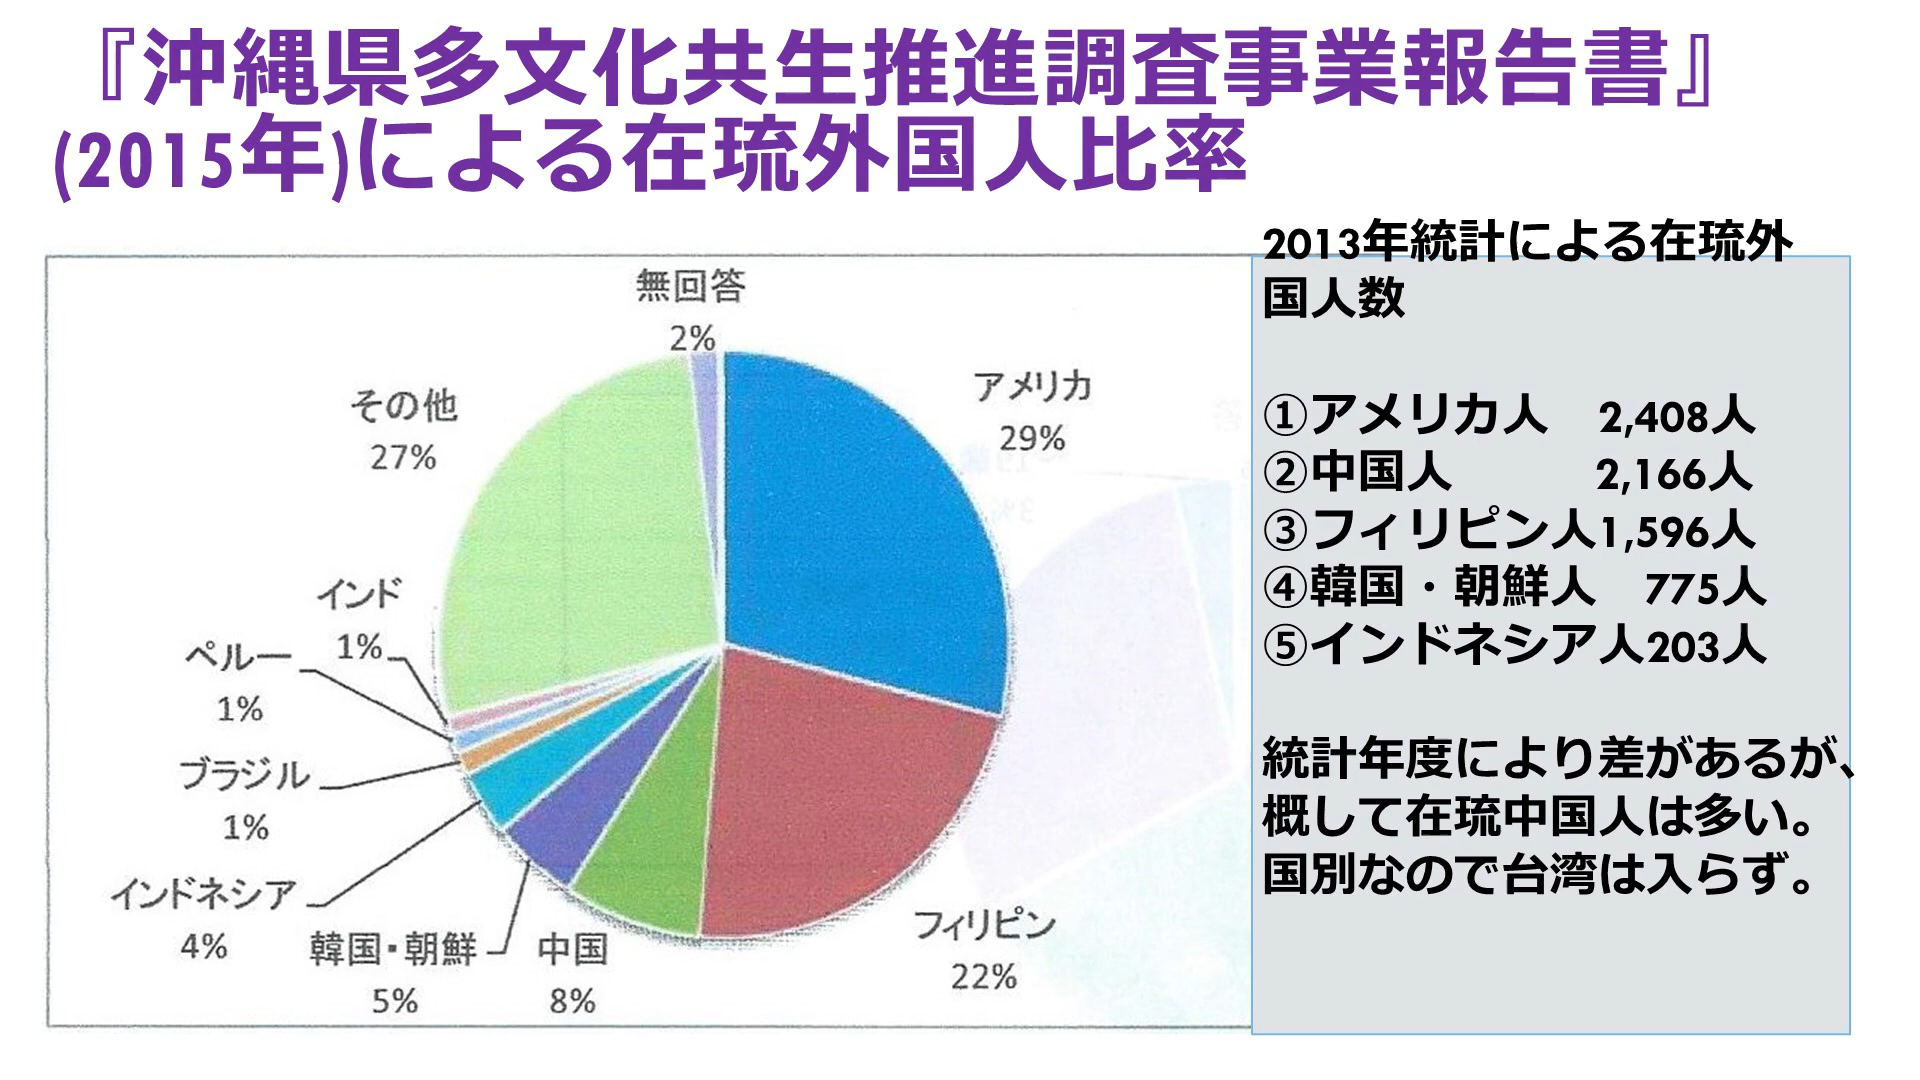 『沖縄県多文化共生推進調査事業報告書』
(2015年)による在琉外国人比率
無回答
2%
アメリカ
29%
その他
27%
インド
1%
ペルー
1%
ブラジル
1%
インドネシア
4%
韓国・朝鮮
5%
中国
8%
フィリピン
22%
2013年統計による在琉外
国人数
①アメリカ人　2,408人
②中国人　　　2,166人
③フィリピン人1,596人
④韓国・朝鮮人　775人
⑤インドネシア人203人
統計年度により差があるが、
概して在琉中国人は多い。
国別なので台湾は入らず。